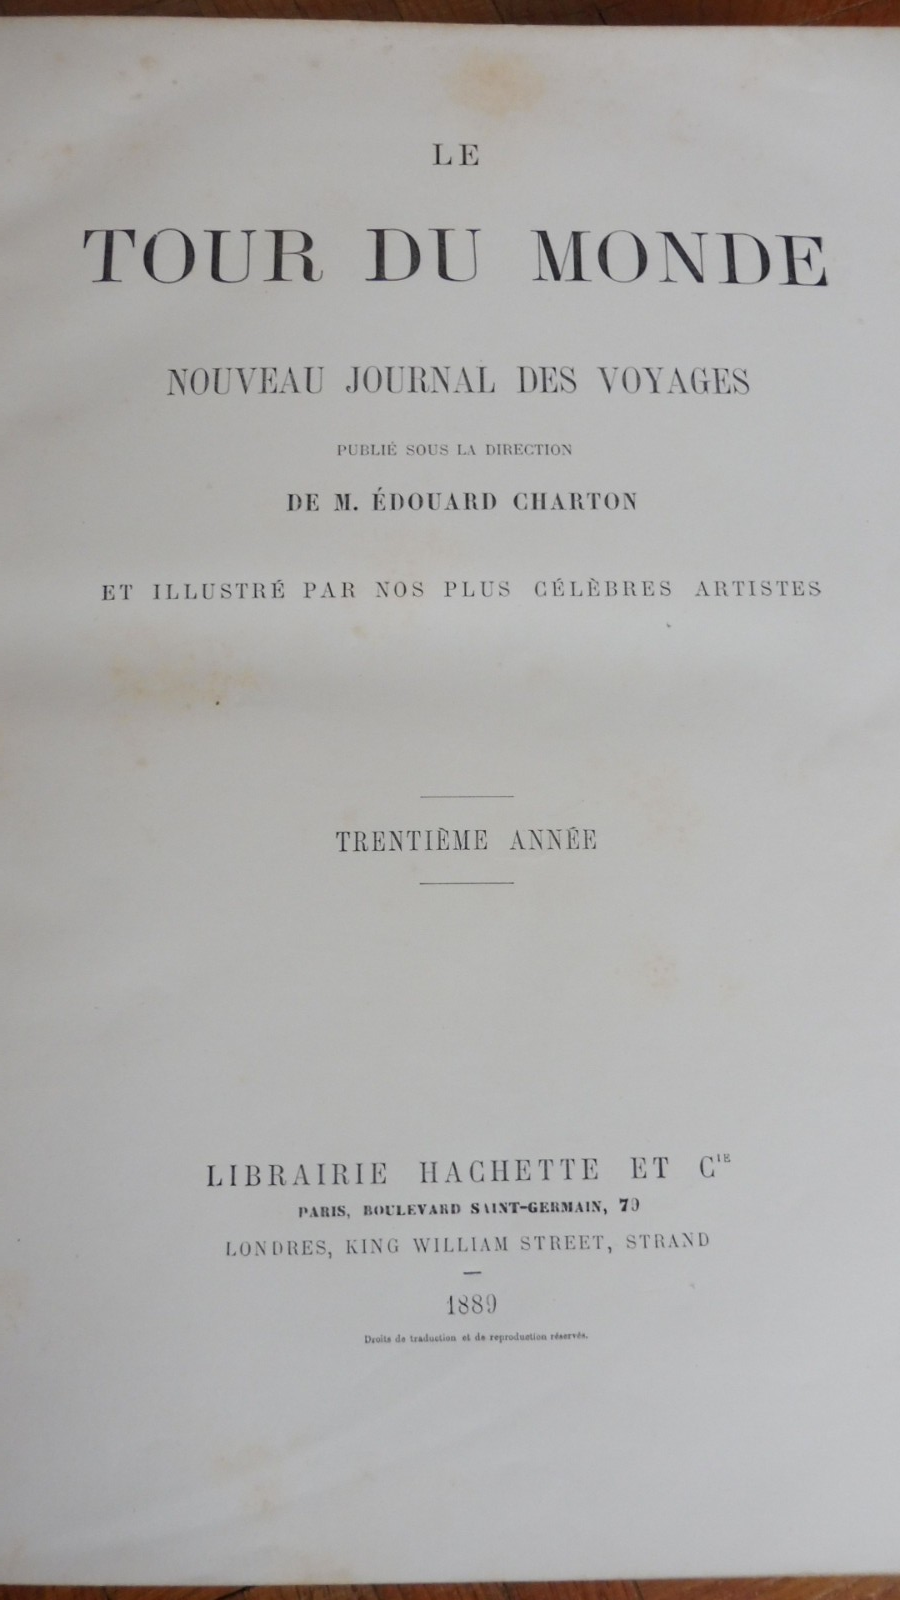 LE
TOUR DU MONDE
NOUVEAU JOURNAL DES VOYAGES
PUBLIÉ SOUS LA DIRECTION
DE M. ÉDOUARD CHARTON
ET ILLUSTRÉ PAR NOS PLUS CÉLÈBRES ARTISTES
TRENTIÈME ANNÉE
LIBRAIRIE HACHETTE ET CIE
PARIS, BOULEVARD SAINT-GERMAIN, 79
LONDRES, KING WILLIAM STREET, STRAND
1889
Droits de traduction et de reproduction réservés.